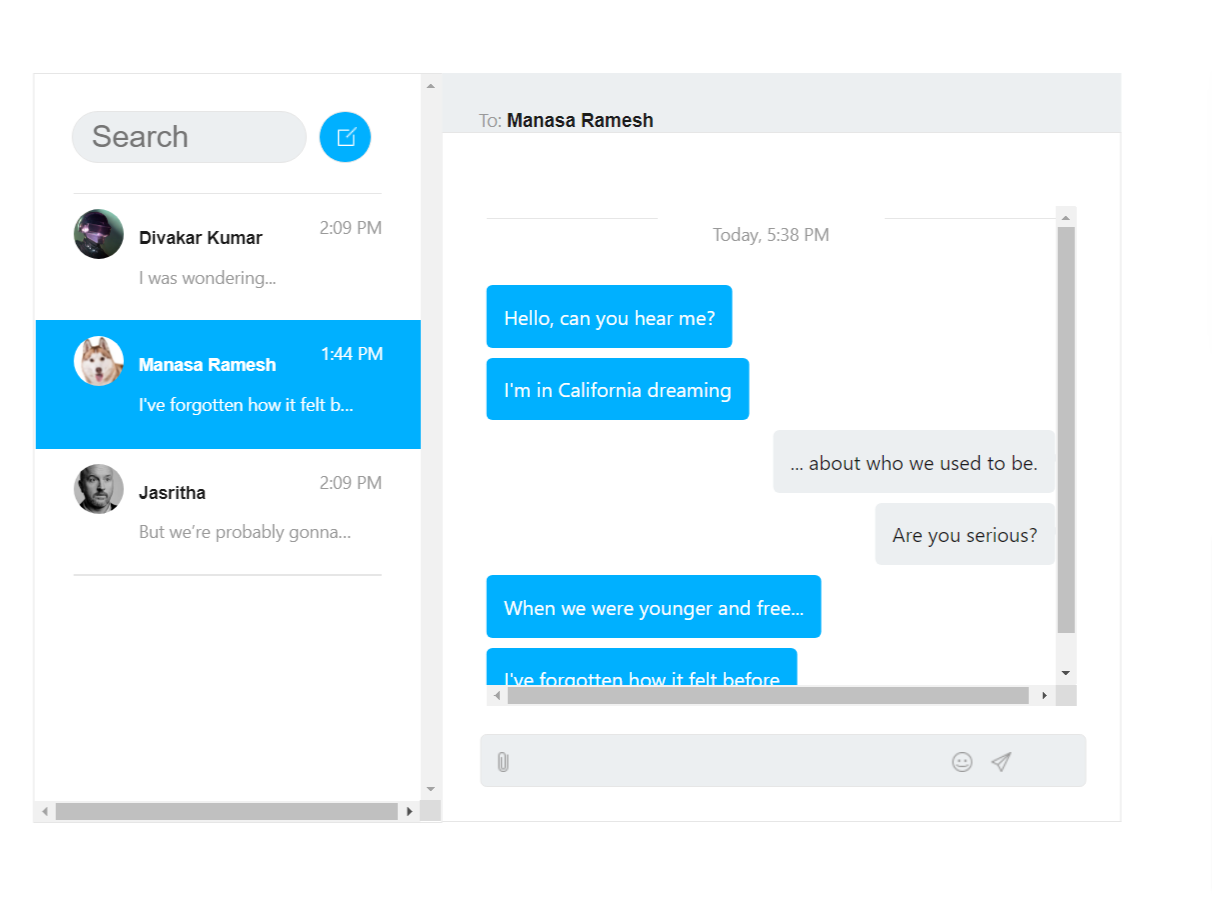 Search
To: Manasa Ramesh
Divakar Kumar
2:09 PM
I was wondering...
Manasa Ramesh
1:44 PM
I've forgotten how it felt b...
Jasritha
2:09 PM
But we’re probably gonna...
Today, 5:38 PM
Hello, can you hear me?
I'm in California dreaming
... about who we used to be.
Are you serious?
When we were younger and free...
I've forgotten how it felt before